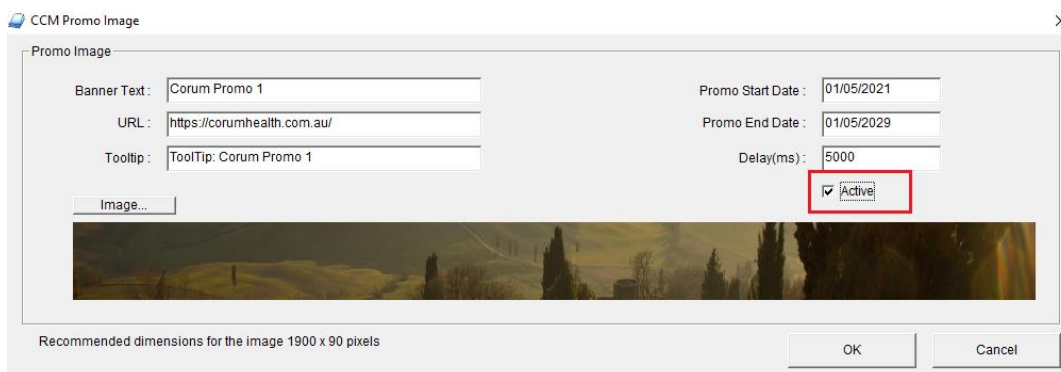 CCM Promo Image
Promo Image
Banner Text :
Corum Promo 1
Promo Start Date :
01/05/2021
URL :
https://corumhealth.com.au/
Promo End Date :
01/05/2029
Tooltip :
ToolTip: Corum Promo 1
Delay(ms) :
5000
Active
Image...
Recommended dimensions for the image 1900 x 90 pixels
OK
Cancel